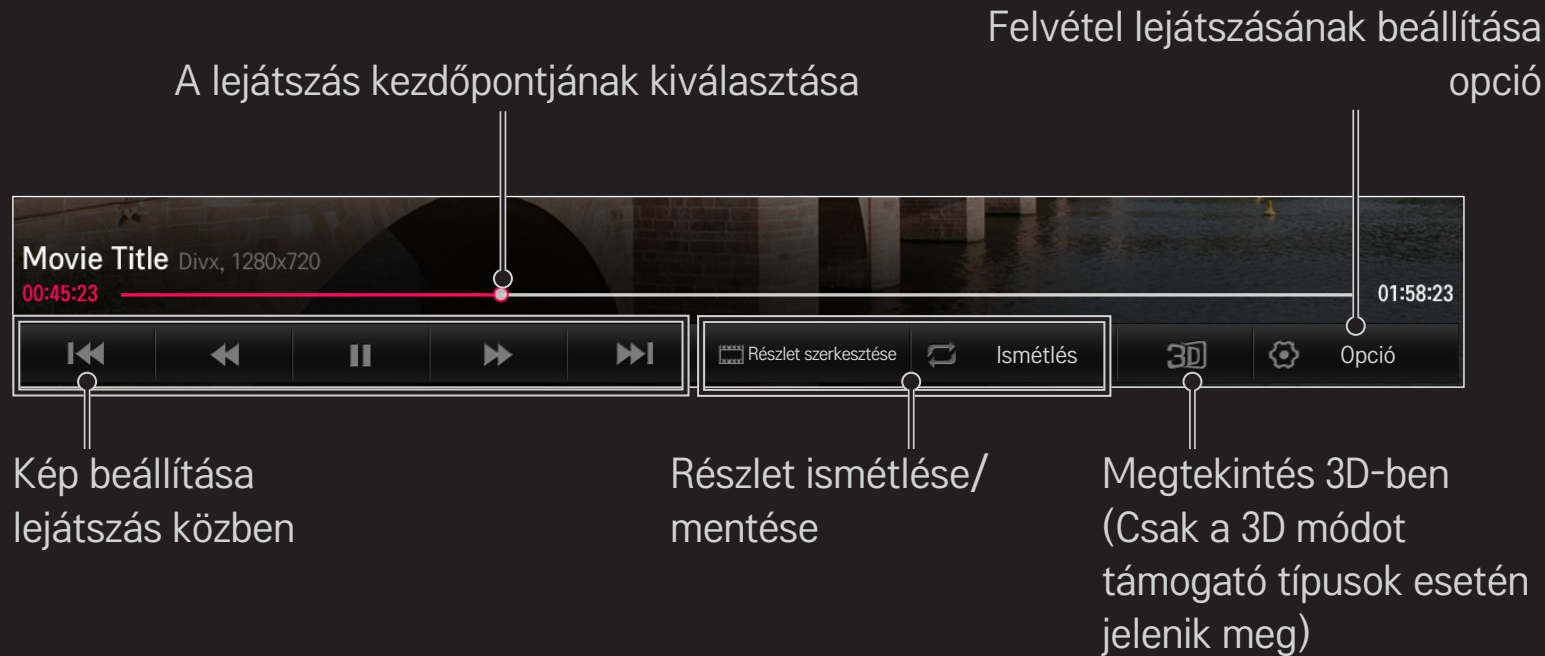 Felvétel lejátszásának beállítása
opció
A lejátszás kezdőpontjának kiválasztása
Movie Title Divx, 1280x720
00:45:23
01:58:23
Részlet szerkesztése
Ismétlés
3D
Opció
Kép beállítása
lejátszás közben
Részlet ismétlése/
mentése
Megtekintés 3D-ben
(Csak a 3D módot
támogató típusok esetén
jelenik meg)